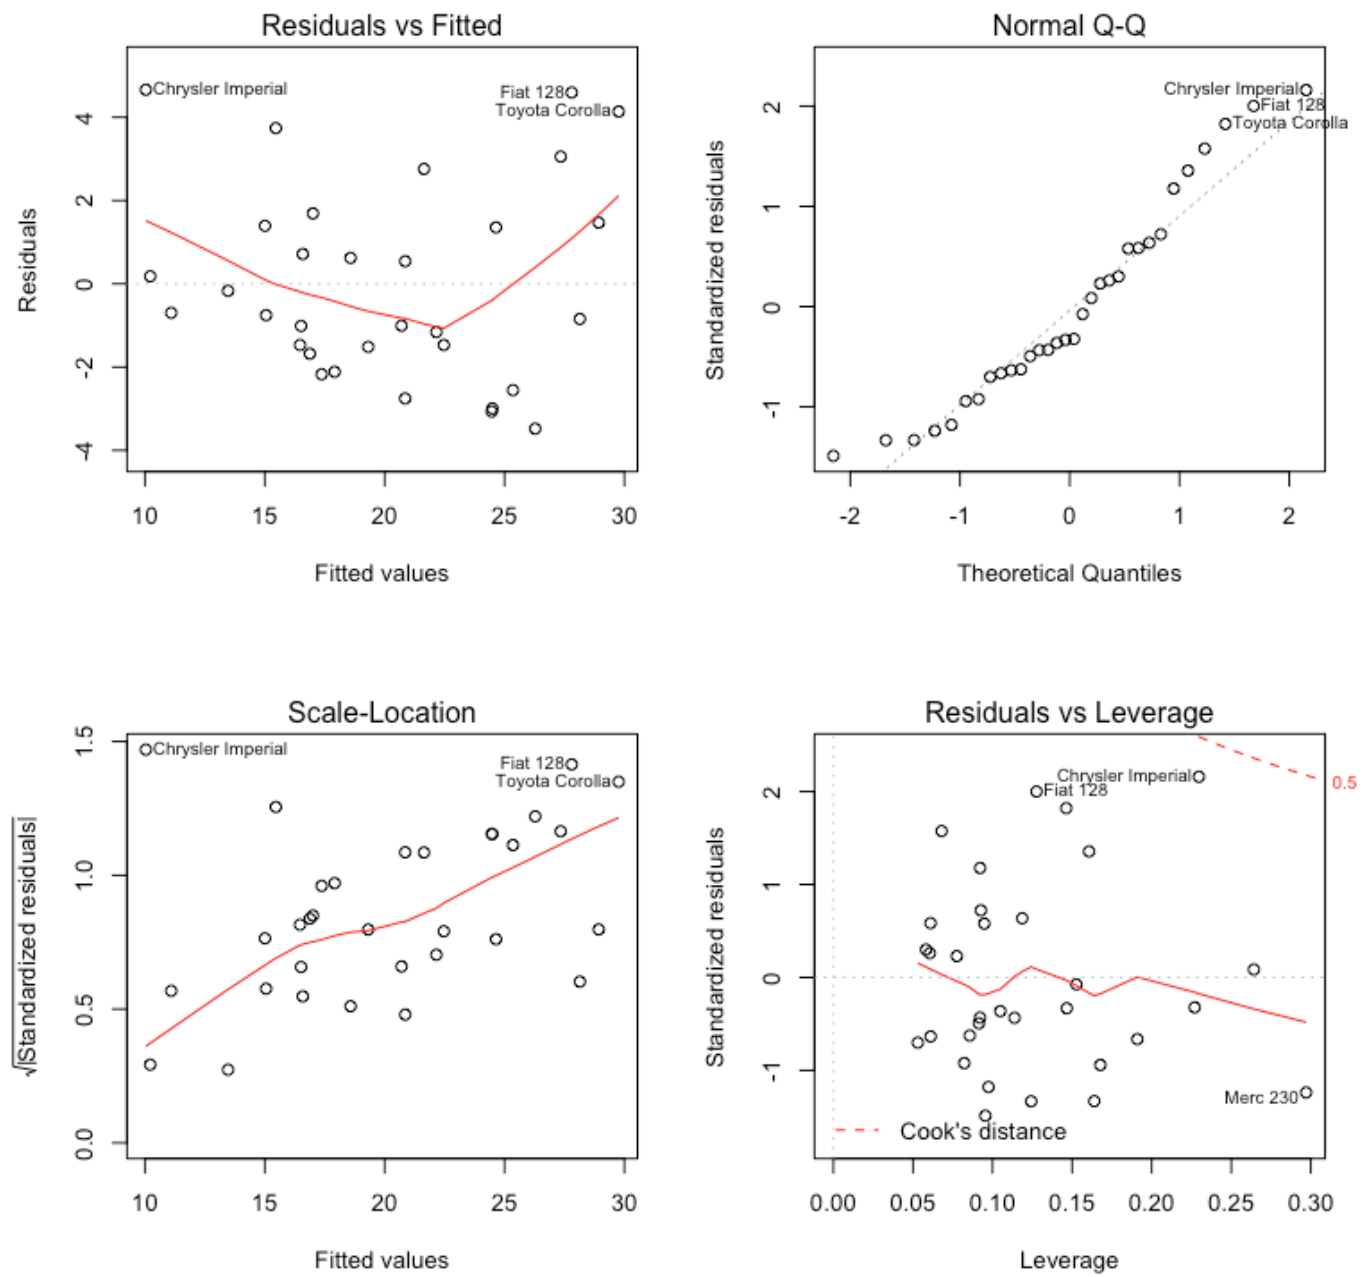 Residuals vs Fitted
Chrysler Imperial
Fiat 128
Toyota Corolla
Residuals
4
2
0
-2
-4
10 15 20 25 30
Fitted values
Normal Q-Q
Chrysler Imperial
Fiat 128
Toyota Corolla
Standardized residuals
2
1
0
-1
-2 -1 0 1 2
Theoretical Quantiles
Scale-Location
Chrysler Imperial
Fiat 128
Toyota Corolla
√|Standardized residuals|
1.5
1.0
0.5
0.0
10 15 20 25 30
Fitted values
Residuals vs Leverage
Chrysler Imperial
Fiat 128
0.5
Merc 230
Cook's distance
Standardized residuals
2
1
0
-1
0.00 0.05 0.10 0.15 0.20 0.25 0.30
Leverage